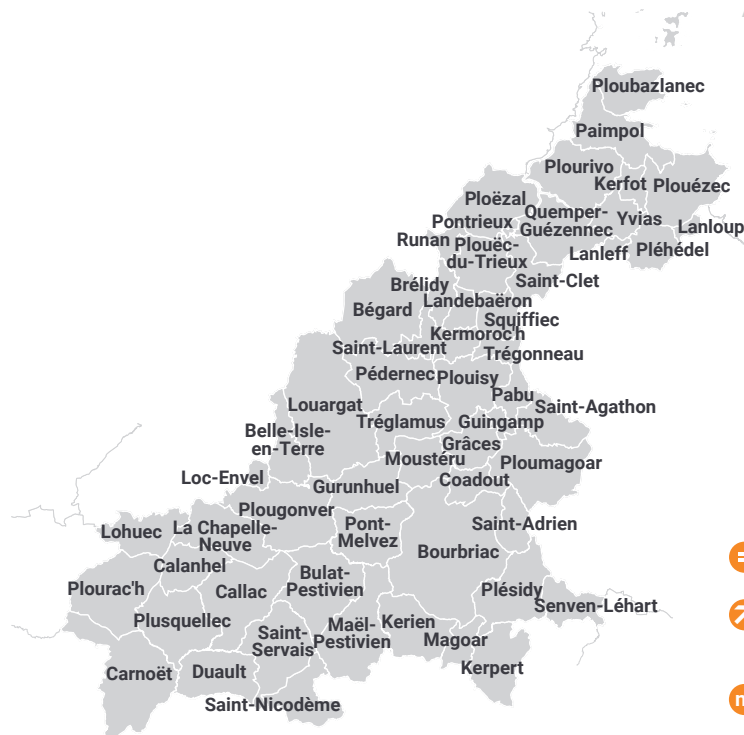 Ploubazlanec
Paimpol
Plourivo
Kerfot
Plouézec
Ploëzal
Quemper-
Guézennec
Yvias
Lanloup
Pontrieux
Runan
Plouëc-
du-Trieux
Lanleff
Pléhédel
Saint-Clet
Brélidy
Landebaëron
Bégard
Squiffiec
Kermoroc'h
Saint-Laurent
Trégonneau
Pédernec
Plouisy
Pabu
Saint-Agathon
Louargat
Tréglamus
Guingamp
Belle-Isle-
en-Terre
Grâces
Moustéru
Ploumagoar
Loc-Envel
Gurunhuel
Coadout
Plougonver
Lohuec
La Chapelle-
Neuve
Pont-
Melvez
Saint-Adrien
Bourbriac
Calanhel
Plourac'h
Callac
Bulat-
Pestivien
Plésidy
Senven-Léhart
Plusquellec
Saint-
Servais
Maël-
Pestivien
Kerien
Magoar
Carnoët
Duault
Kerpert
Saint-Nicodème